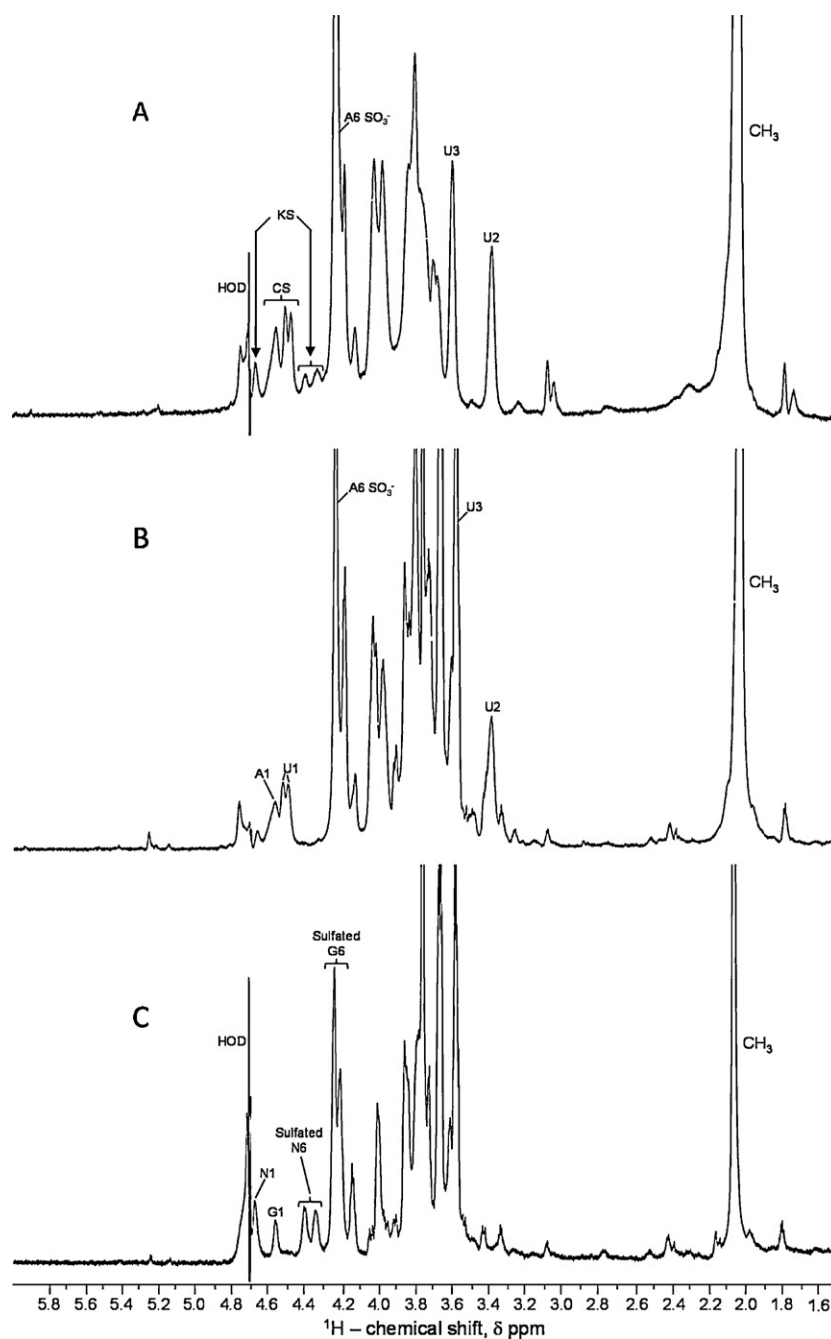 A
A6 SO₃⁻
U3
CH₃
KS
U2
HOD
CS
B
A6 SO₃⁻
U3
CH₃
U2
A1
U1
C
Sulfated
G6
HOD
CH₃
Sulfated
N6
N1
G1
5.8 5.6 5.4 5.2 5.0 4.8 4.6 4.4 4.2 4.0 3.8 3.6 3.4 3.2 3.0 2.8 2.6 2.4 2.2 2.0 1.8 1.6
¹H – chemical shift, δ ppm